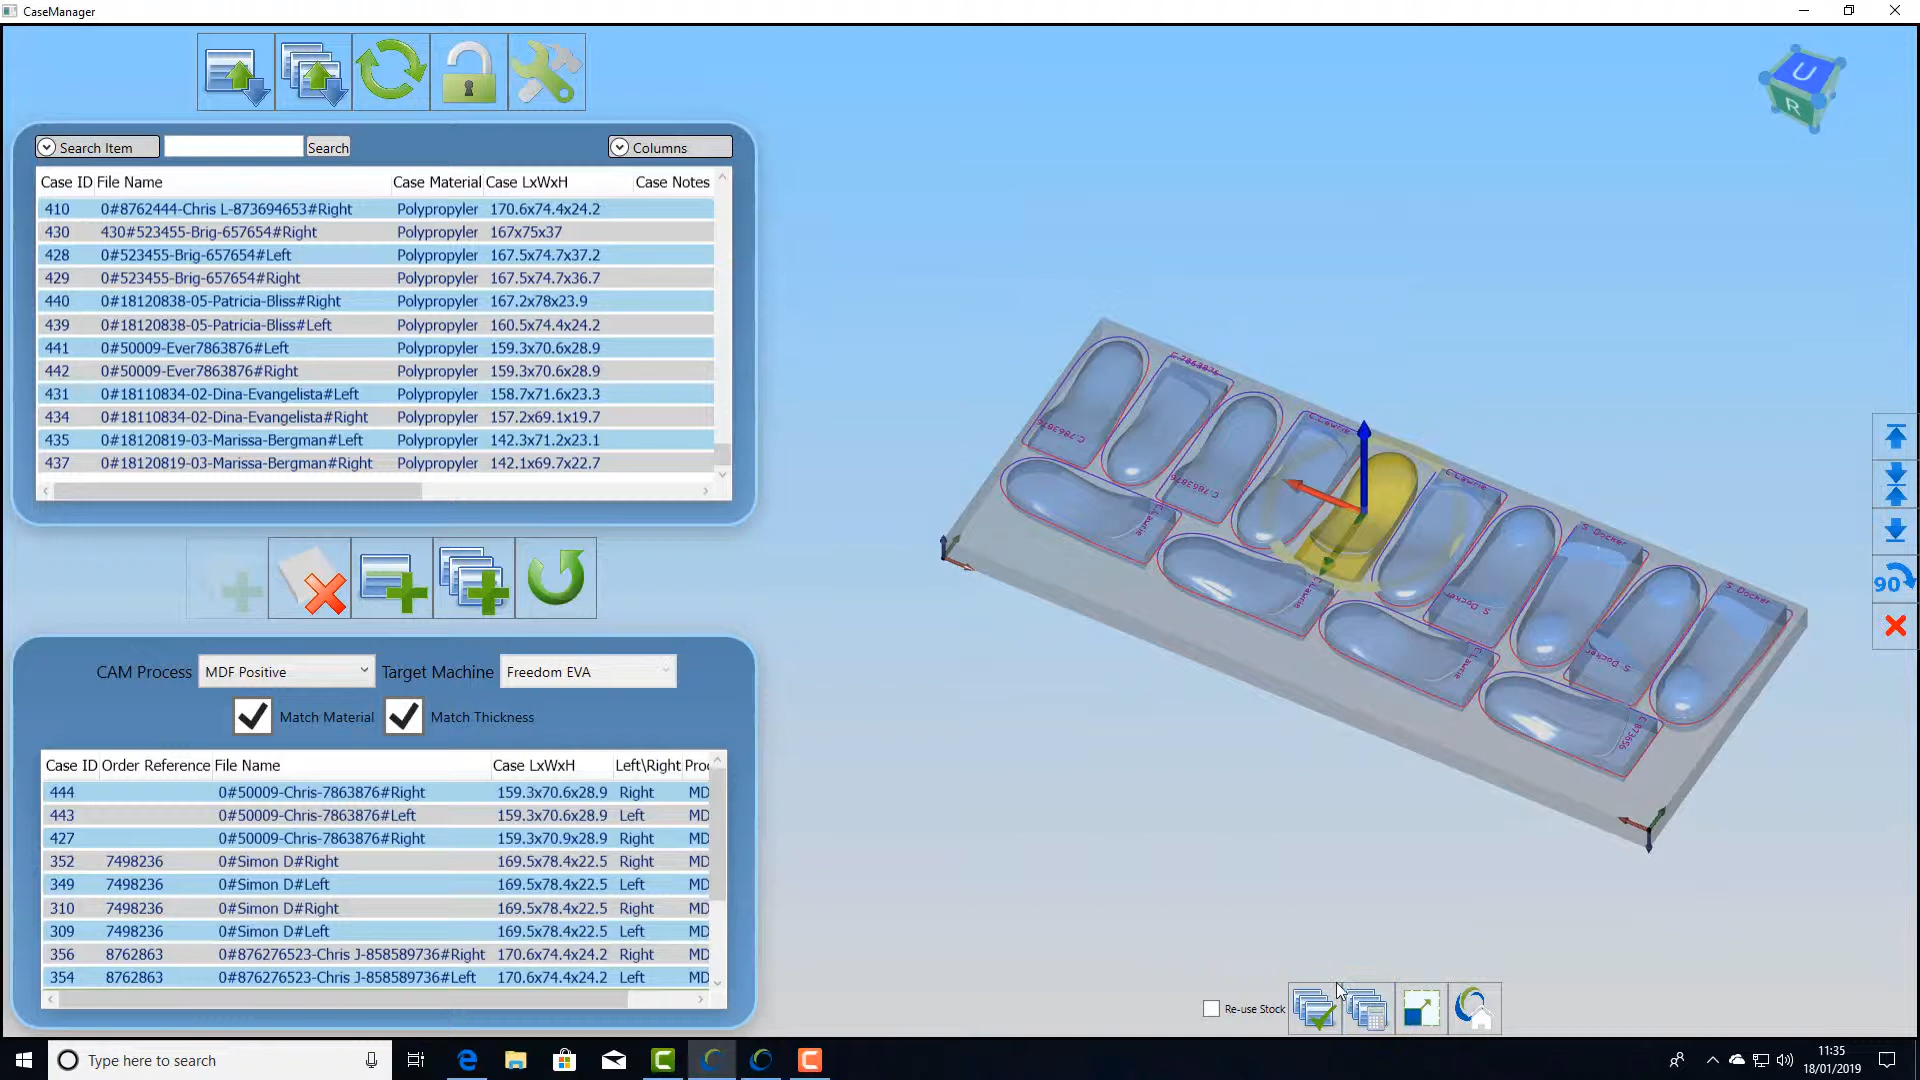 CaseManager
U
R
Search Item
Search
Columns
Case ID File Name Case Material Case LxWxH Case Notes
410 0#8762444-Chris L-873694653#Right Polypropyler 170.6x74.4x24.2
430 430#523455-Brig-657654#Right Polypropyler 167x75x37
428 0#523455-Brig-657654#Left Polypropyler 167.5x74.7x37.2
429 0#523455-Brig-657654#Right Polypropyler 167.5x74.7x36.7
440 0#18120838-05-Patricia-Bliss#Right Polypropyler 167.2x78x23.9
439 0#18120838-05-Patricia-Bliss#Left Polypropyler 160.5x74.4x24.2
441 0#50009-Ever7863876#Left Polypropyler 159.3x70.6x28.9
442 0#50009-Ever7863876#Right Polypropyler 159.3x70.6x28.9
431 0#18110834-02-Dina-Evangelista#Left Polypropyler 158.7x71.6x23.3
434 0#18110834-02-Dina-Evangelista#Right Polypropyler 157.2x69.1x19.7
435 0#18120819-03-Marissa-Bergman#Left Polypropyler 142.3x71.2x23.1
437 0#18120819-03-Marissa-Bergman#Right Polypropyler 142.1x69.7x22.7
CAM Process MDF Positive Target Machine Freedom EVA
Match Material Match Thickness
Case ID Order Reference File Name Case LxWxH Left\Right Pro
444 0#50009-Chris-7863876#Right 159.3x70.6x28.9 Right MD
443 0#50009-Chris-7863876#Left 159.3x70.6x28.9 Left MD
427 0#50009-Chris-7863876#Right 159.3x70.9x28.9 Right MD
352 7498236 0#Simon D#Right 169.5x78.4x22.5 Right MD
349 7498236 0#Simon D#Left 169.5x78.4x22.5 Left MD
310 7498236 0#Simon D#Right 169.5x78.4x22.5 Right MD
309 7498236 0#Simon D#Left 169.5x78.4x22.5 Left MD
356 8762863 0#876276523-Chris J-858589736#Right 170.6x74.4x24.2 Right MD
354 8762863 0#876276523-Chris J-858589736#Left 170.6x74.4x24.2 Left MD
C.7863876
C.7863876
C.7863876
C.Lawrie
C.Lawrie
C.Lawrie
C.Lawrie
C.Lawrie
S Docker
S Docker
S Docker
S Docker
C.873656
90
Re-use Stock
Type here to search
11:35
18/01/2019